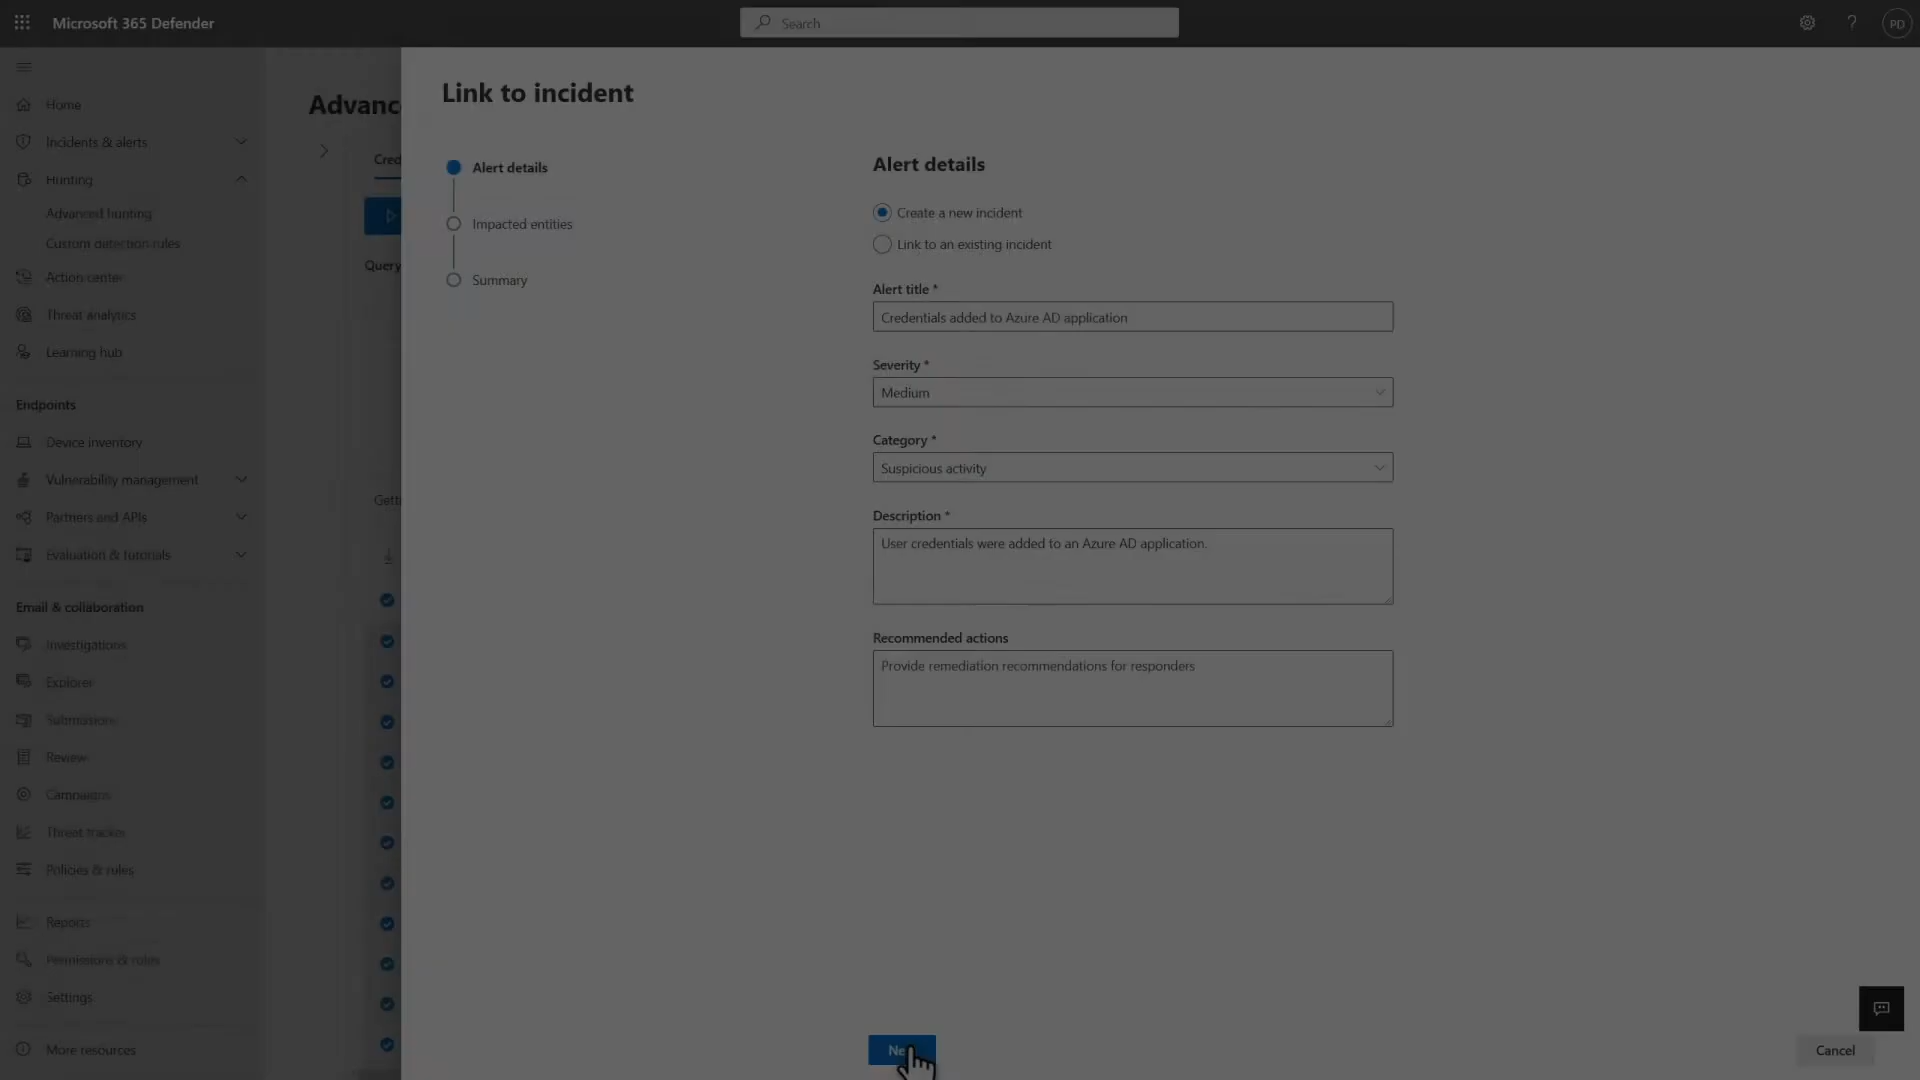 Microsoft 365 Defender
Search
?
PD
Home
Incidents & alerts
Hunting
Advanced hunting
Custom detection rules
Action center
Threat analytics
Learning hub
Endpoints
Device inventory
Vulnerability management
Partners and APIs
Evaluation & tutorials
Email & collaboration
Investigations
Explorer
Submissions
Review
Campaigns
Threat tracker
Policies & rules
Reports
Permissions & roles
Settings
More resources
Advanc
Cred
Query
Getti
Link to incident
Alert details
Impacted entities
Summary
Alert details
Create a new incident
Link to an existing incident
Alert title *
Credentials added to Azure AD application
Severity *
Medium
Category *
Suspicious activity
Description *
User credentials were added to an Azure AD application.
Recommended actions
Provide remediation recommendations for responders
Ne
Cancel